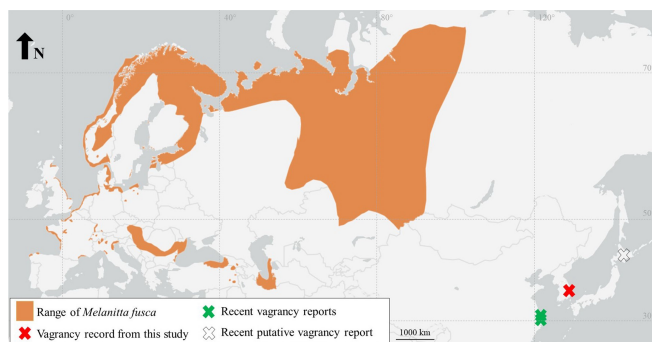 0° 40° 80° 120°
N
70
50
30
Range of Melanitta fusca
Recent vagrancy reports
Vagrancy record from this study
Recent putative vagrancy report
1000 km